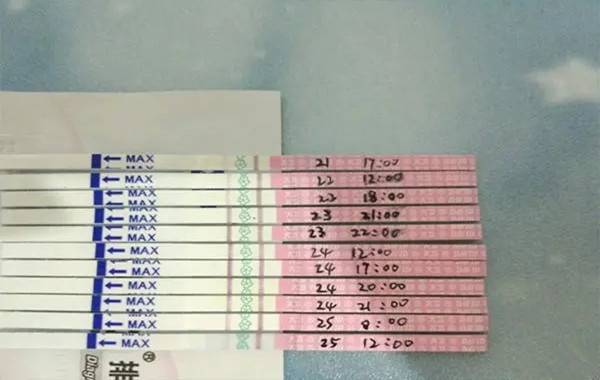 ← MAX 21 17:00
← MAX 22 12:00
← MAX 22 18:00
← MAX 23 21:00
← MAX 23 22:00
← MAX 24 12:00
← MAX 24 17:00
← MAX 24 20:00
← MAX 24 21:00
← MAX 25 8:00
← MAX 25 12:00
排
®